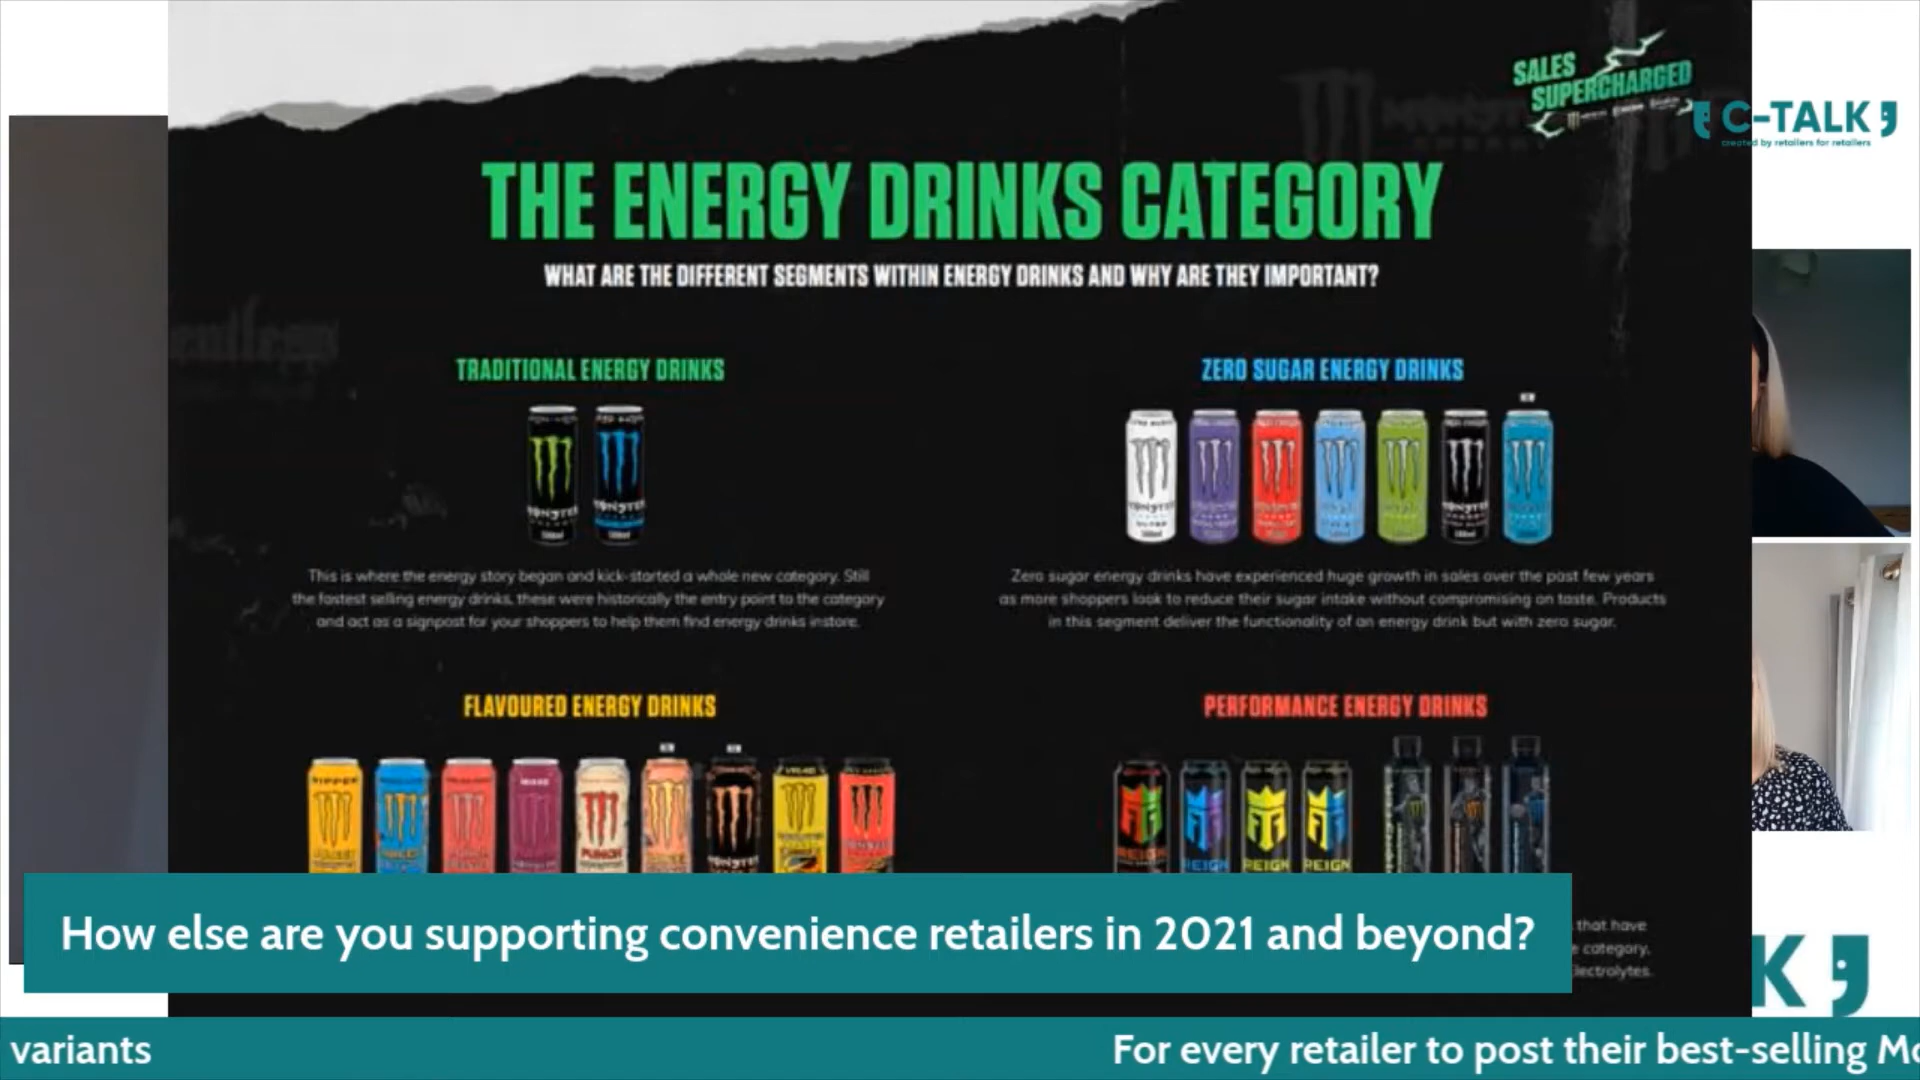 SALES
SUPERCHARGED
C-TALK
created by retailers for retailers
THE ENERGY DRINKS CATEGORY
WHAT ARE THE DIFFERENT SEGMENTS WITHIN ENERGY DRINKS AND WHY ARE THEY IMPORTANT?
TRADITIONAL ENERGY DRINKS
This is where the energy story began and kick-started a whole new category. Still
the fastest selling energy drinks, these were historically the entry point to the category
and act as a signpost for your shoppers to help them find energy drinks instore.
ZERO SUGAR ENERGY DRINKS
Zero sugar energy drinks have experienced huge growth in sales over the past few years
as more shoppers look to reduce their sugar intake without compromising on taste. Products
in this segment deliver the functionality of an energy drink but with zero sugar.
FLAVOURED ENERGY DRINKS
PERFORMANCE ENERGY DRINKS
REIGN
REIGN
REIGN
REIGN
that have
category,
Electrolytes.
How else are you supporting convenience retailers in 2021 and beyond?
K
variants
For every retailer to post their best-selling Mo